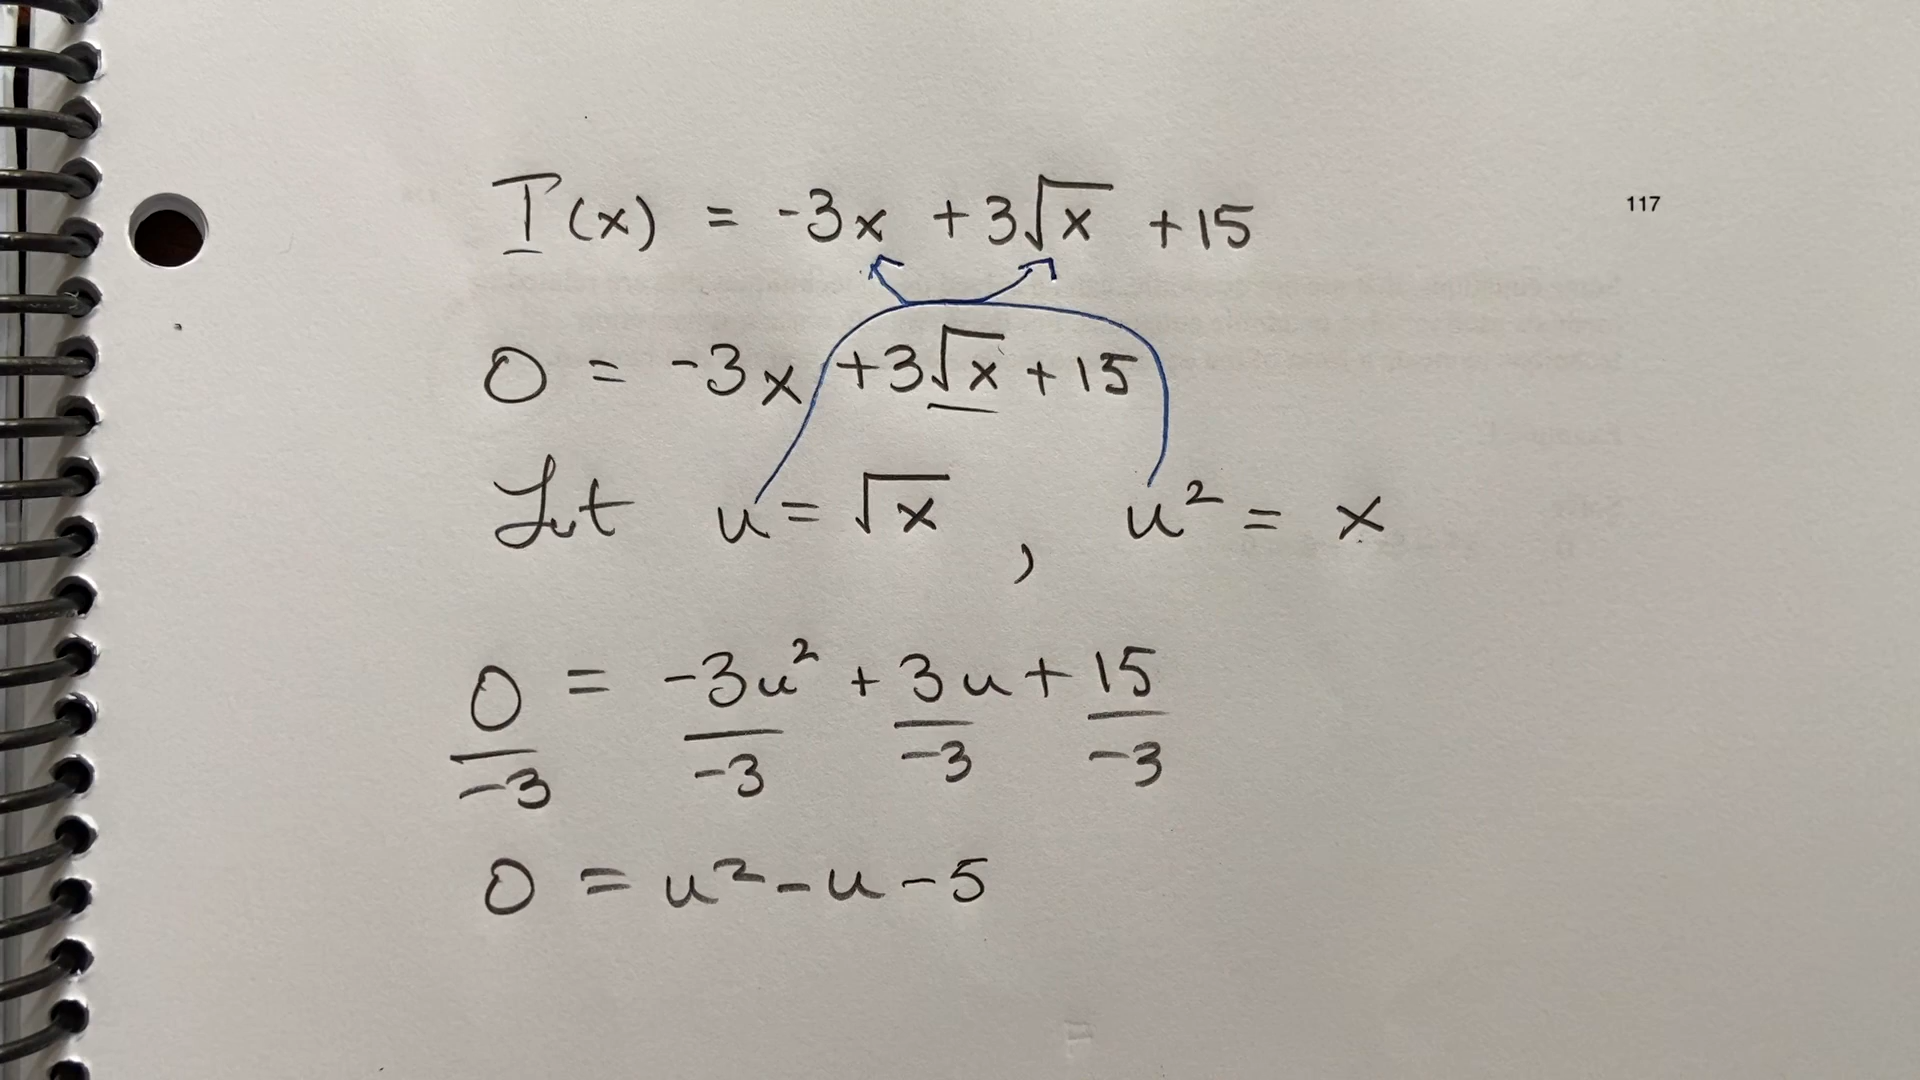 I(x) = -3x + 3√x + 15
117
0 = -3x + 3√x + 15
Let u = √x , u² = x
0/-3 = -3u²/-3 + 3u/-3 + 15/-3
0 = u² - u - 5